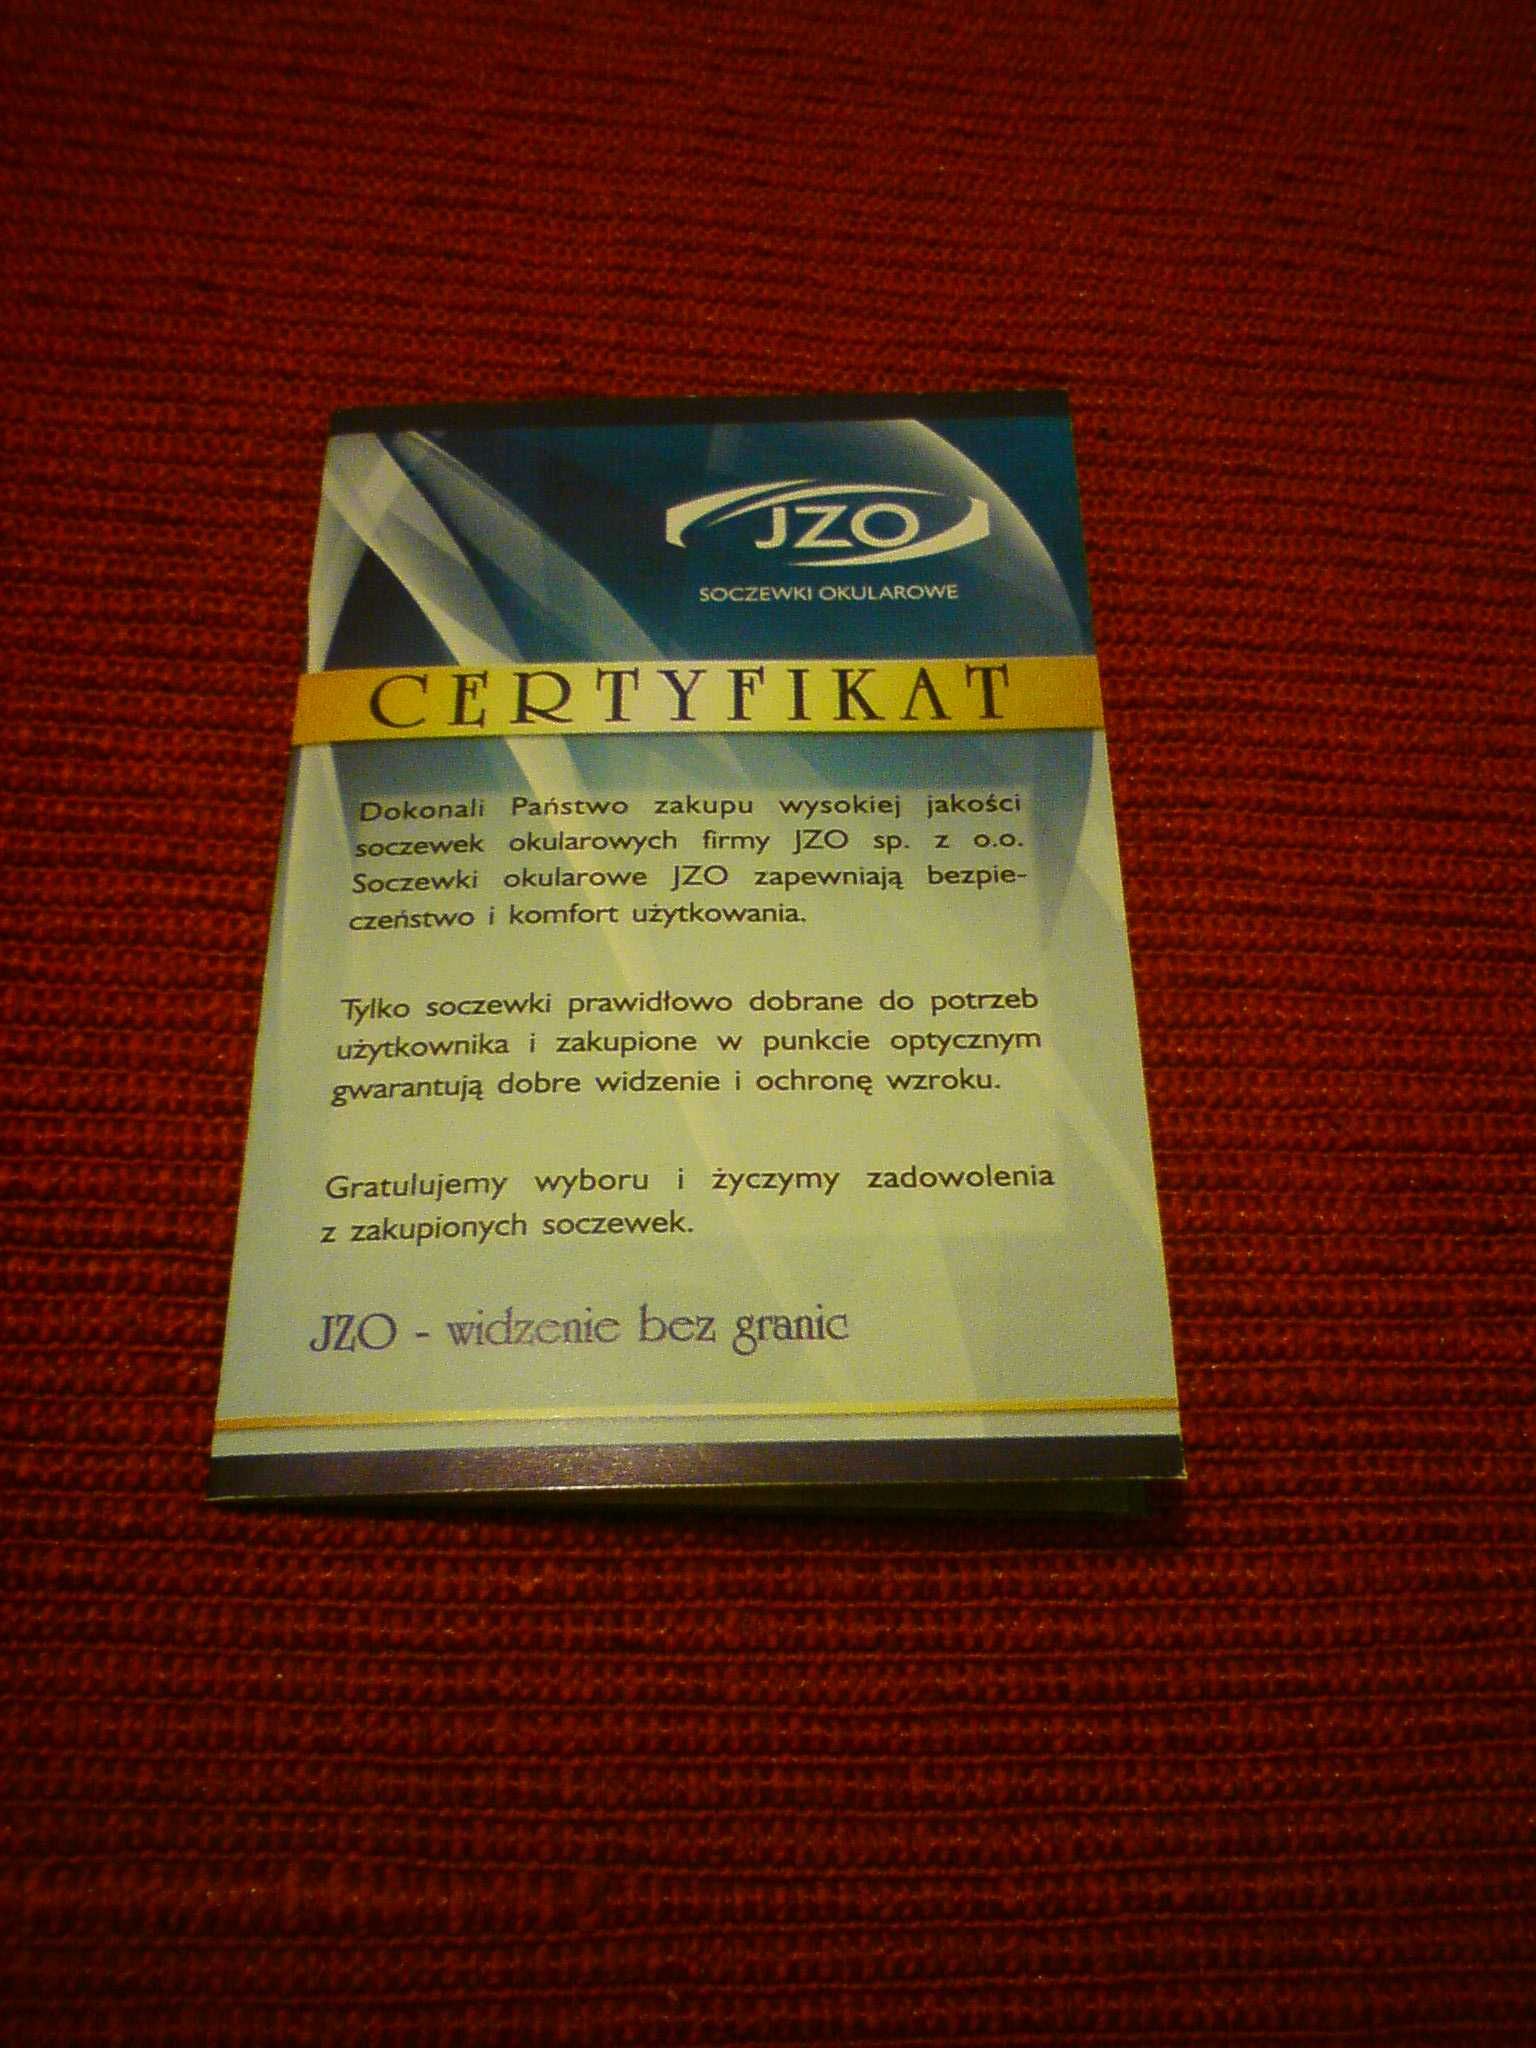 JZO
SOCZEWKI OKULAROWE
CERTYFIKAT
Dokonali Państwo zakupu wysokiej jakości
soczewek okularowych firmy JZO sp. z o.o.
Soczewki okularowe JZO zapewniają bezpie-
czeństwo i komfort użytkowania.
Tylko soczewki prawidłowo dobrane do potrzeb
użytkownika i zakupione w punkcie optycznym
gwarantują dobre widzenie i ochronę wzroku.
Gratulujemy wyboru i życzymy zadowolenia
z zakupionych soczewek.
JZO - widzenie bez granic